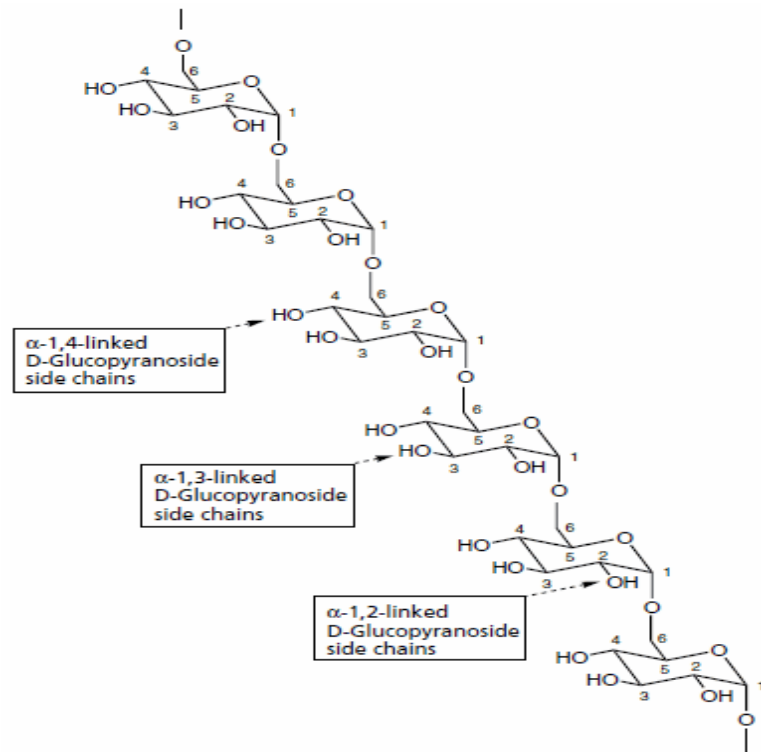 O
6
4
O
HO
5
2
HO
1
3
OH
O
6
4
O
HO
5
2
HO
1
3
OH
O
6
4
O
HO
5
2
HO
1
3
OH
O
α-1,4-linked
D-Glucopyranoside
side chains
6
4
O
HO
5
2
HO
1
3
OH
O
α-1,3-linked
D-Glucopyranoside
side chains
6
4
O
HO
5
2
HO
1
3
OH
O
α-1,2-linked
D-Glucopyranoside
side chains
6
4
O
HO
5
2
HO
1
3
OH
O